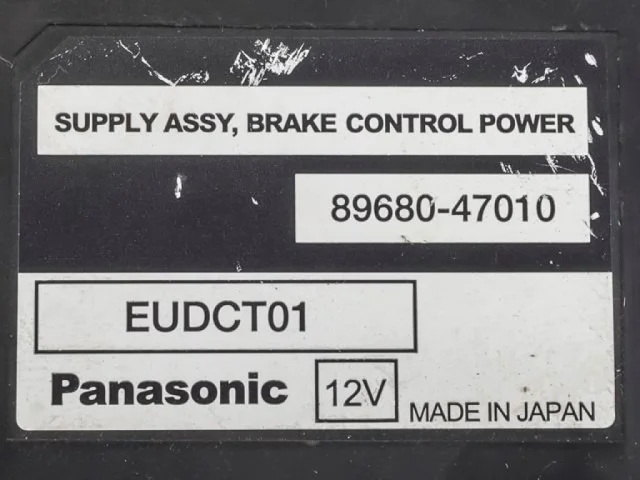 SUPPLY ASSY, BRAKE CONTROL POWER
89680-47010
EUDCT01
Panasonic 12V MADE IN JAPAN